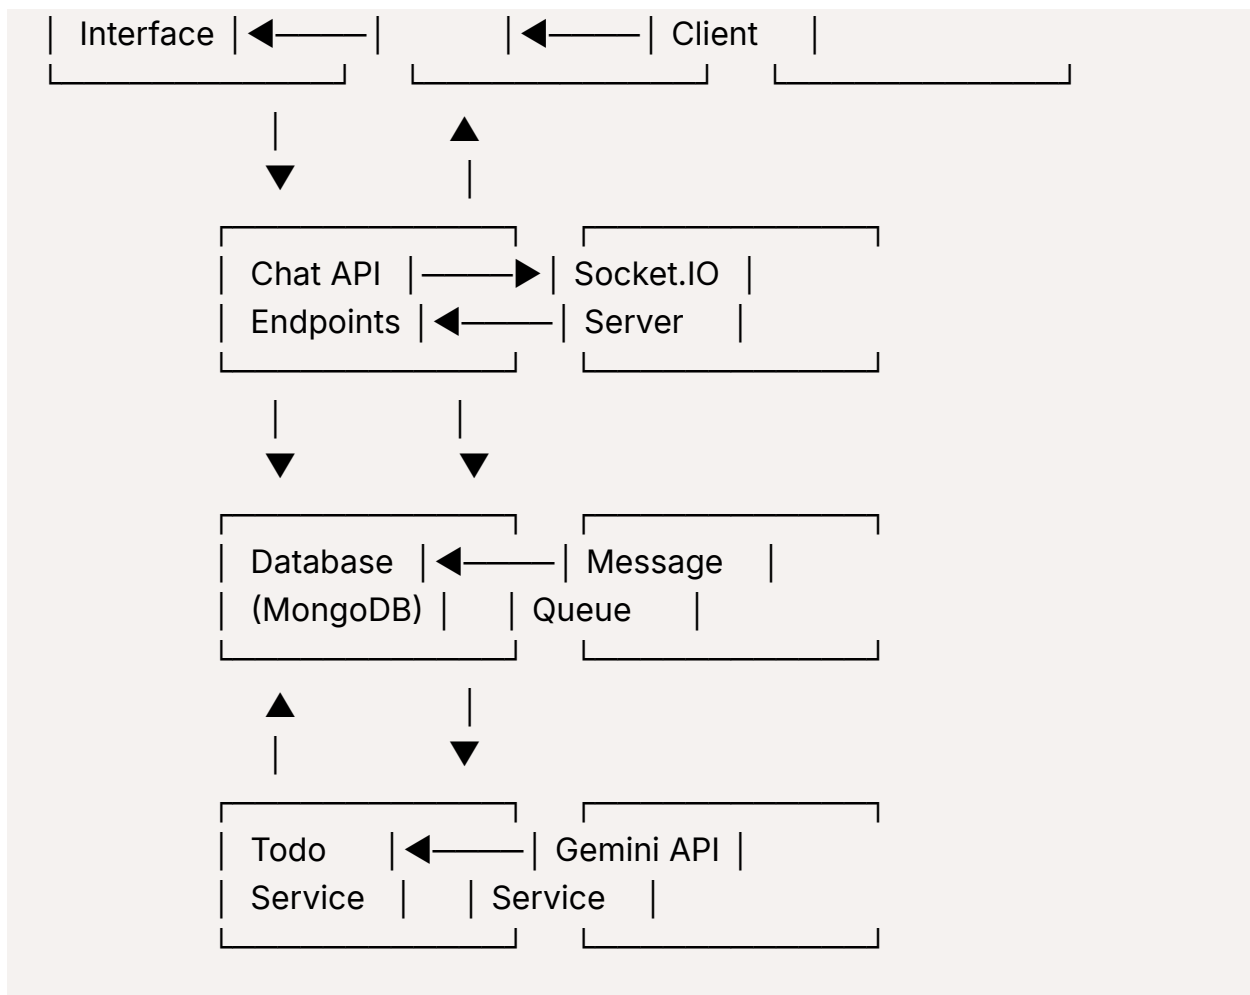 │ Interface │◄────│ │◄────│ Client │
└─────────────┘ └─────────────┘ └─────────────┘
│ ▲
▼ │
┌─────────────┐ ┌─────────────┐
│ Chat API │────►│ Socket.IO │
│ Endpoints │◄────│ Server │
└─────────────┘ └─────────────┘
│ │
▼ ▼
┌─────────────┐ ┌─────────────┐
│ Database │◄────│ Message │
│ (MongoDB) │ │ Queue │
└─────────────┘ └─────────────┘
▲ │
│ ▼
┌─────────────┐ ┌─────────────┐
│ Todo │◄────│ Gemini API │
│ Service │ │ Service │
└─────────────┘ └─────────────┘